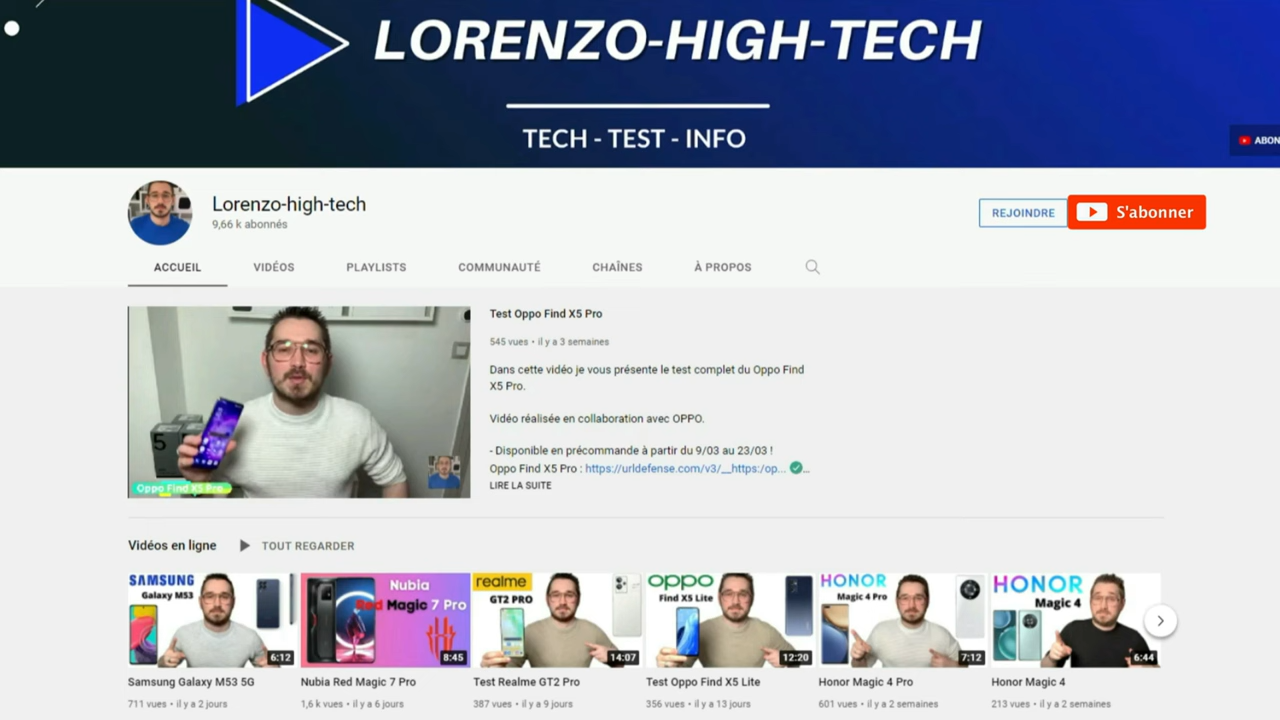 LORENZO-HIGH-TECH
TECH - TEST - INFO
ABON
Lorenzo-high-tech
9,66 k abonnés
REJOINDRE
S'abonner
ACCUEIL
VIDÉOS
PLAYLISTS
COMMUNAUTÉ
CHAÎNES
À PROPOS
5
Oppo Find X5 Pro
Test Oppo Find X5 Pro
545 vues • il y a 3 semaines
Dans cette vidéo je vous présente le test complet du Oppo Find
X5 Pro.
Vidéo réalisée en collaboration avec OPPO.
- Disponible en précommande à partir du 9/03 au 23/03 !
Oppo Find X5 Pro : https://urldefense.com/v3/__https:/op... ...
LIRE LA SUITE
Vidéos en ligne
TOUT REGARDER
SAMSUNG
Galaxy M53
6:12
Nubia
Red Magic 7 Pro
8:45
realme
GT2 PRO
14:07
oppo
Find X5 Lite
12:20
HONOR
Magic 4 Pro
7:12
HONOR
Magic 4
6:44
Samsung Galaxy M53 5G
711 vues • il y a 2 jours
Nubia Red Magic 7 Pro
1,6 k vues • il y a 6 jours
Test Realme GT2 Pro
387 vues • il y a 9 jours
Test Oppo Find X5 Lite
356 vues • il y a 13 jours
Honor Magic 4 Pro
601 vues • il y a 2 semaines
Honor Magic 4
213 vues • il y a 2 semaines